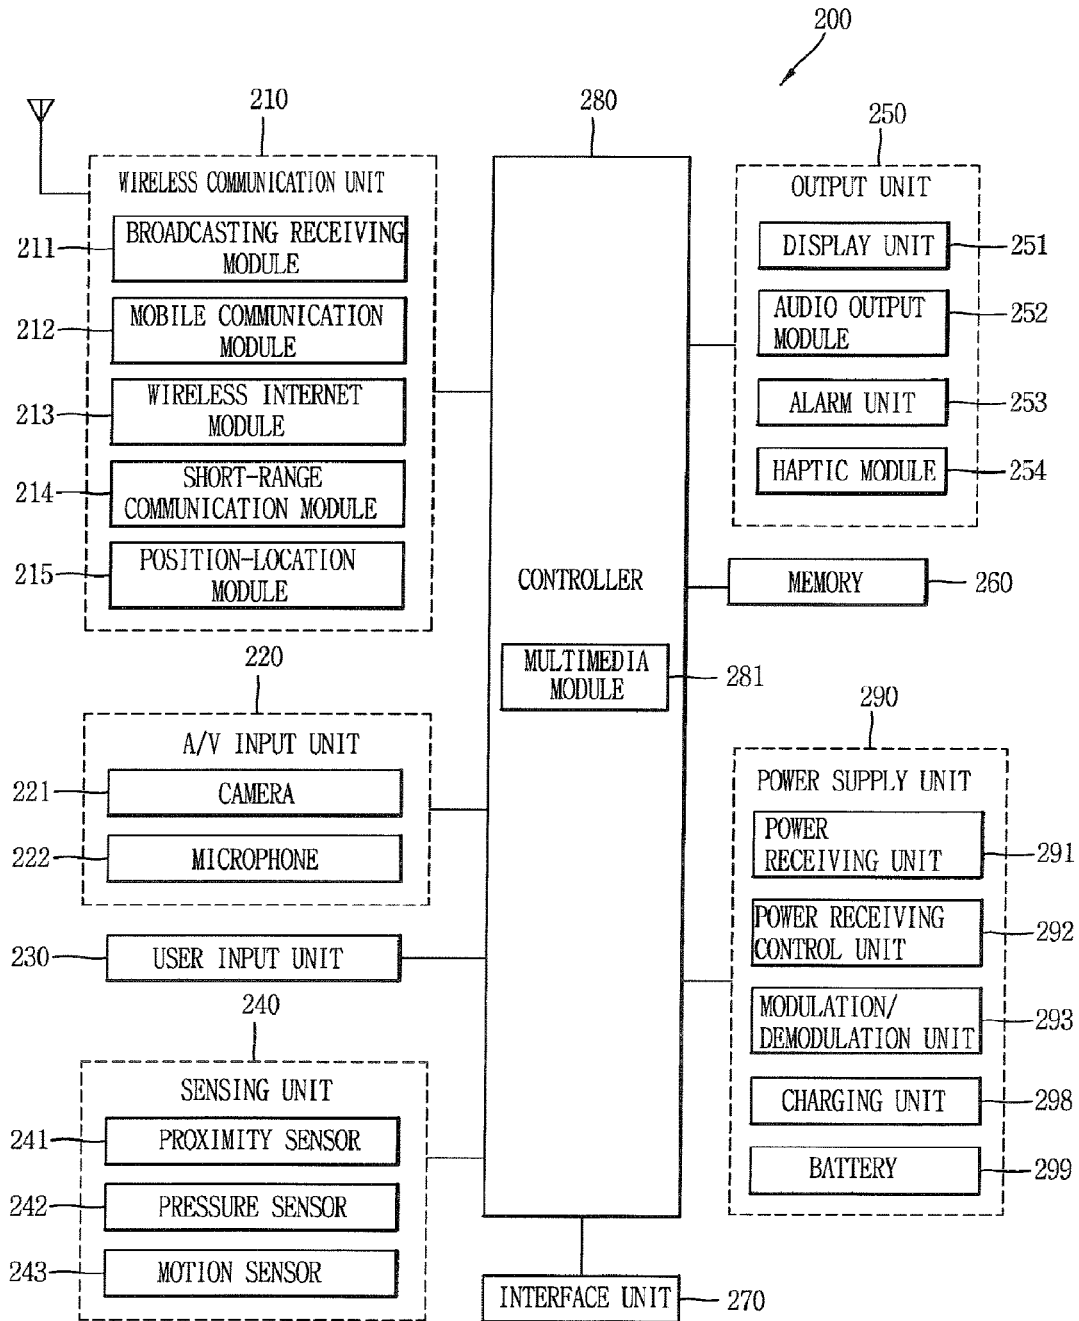 200
210
WIRELESS COMMUNICATION UNIT
211
BROADCASTING RECEIVING
MODULE
212
MOBILE COMMUNICATION
MODULE
213
WIRELESS INTERNET
MODULE
214
SHORT-RANGE
COMMUNICATION MODULE
215
POSITION-LOCATION
MODULE
220
A/V INPUT UNIT
221
CAMERA
222
MICROPHONE
230
USER INPUT UNIT
240
SENSING UNIT
241
PROXIMITY SENSOR
242
PRESSURE SENSOR
243
MOTION SENSOR
280
CONTROLLER
MULTIMEDIA
MODULE
281
INTERFACE UNIT
270
250
OUTPUT UNIT
DISPLAY UNIT
251
AUDIO OUTPUT
MODULE
252
ALARM UNIT
253
HAPTIC MODULE
254
MEMORY
260
290
POWER SUPPLY UNIT
POWER
RECEIVING UNIT
291
POWER RECEIVING
CONTROL UNIT
292
MODULATION/
DEMODULATION UNIT
293
CHARGING UNIT
298
BATTERY
299